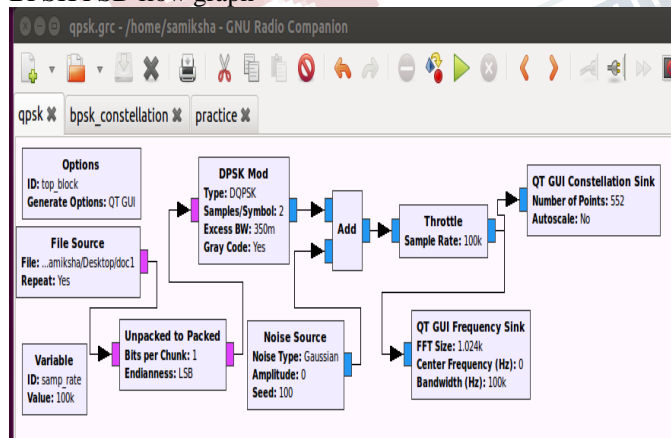 qpsk.grc - /home/samiksha - GNU Radio Companion
qpsk bpsk_constellation practice
Options
ID: top_block
Generate Options: QT GUI
File Source
File: ...amiksha/Desktop/doc1
Repeat: Yes
Variable
ID: samp_rate
Value: 100k
Unpacked to Packed
Bits per Chunk: 1
Endianness: LSB
DPSK Mod
Type: DQPSK
Samples/Symbol: 2
Excess BW: 350m
Gray Code: Yes
Noise Source
Noise Type: Gaussian
Amplitude: 0
Seed: 100
Add
Throttle
Sample Rate: 100k
QT GUI Constellation Sink
Number of Points: 552
Autoscale: No
QT GUI Frequency Sink
FFT Size: 1.024k
Center Frequency (Hz): 0
Bandwidth (Hz): 100k